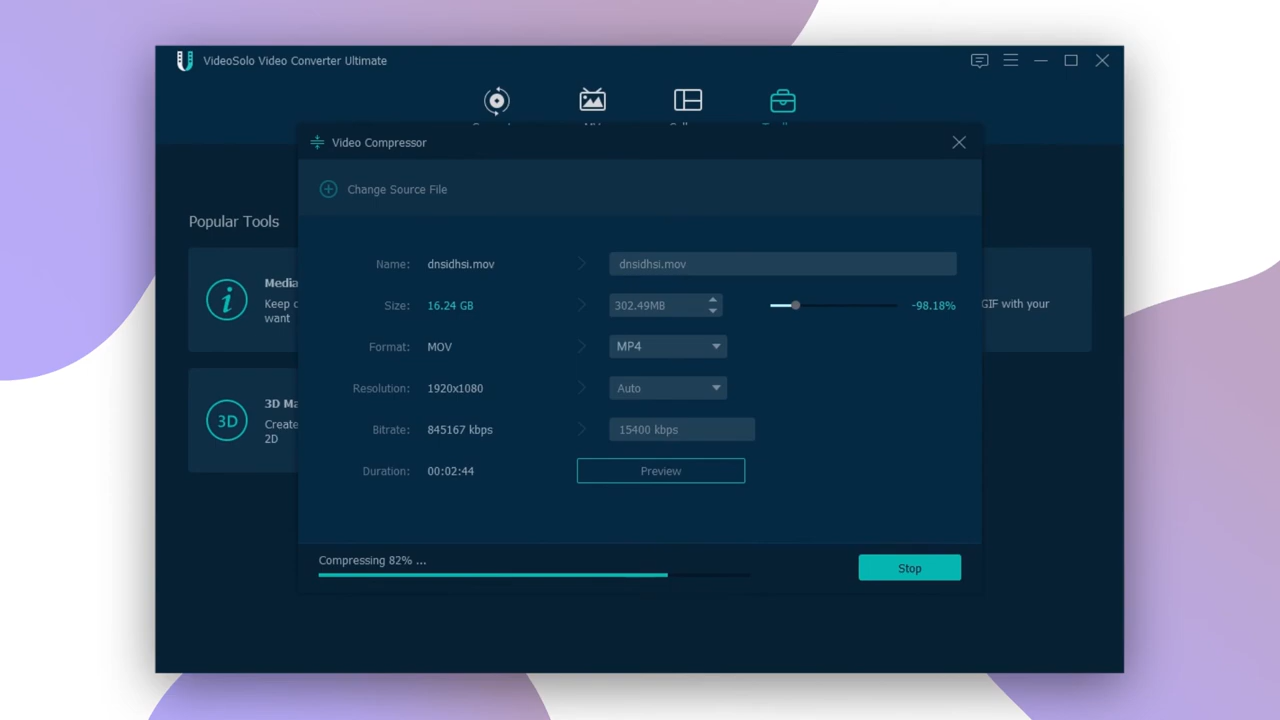 VideoSolo Video Converter Ultimate
Video Compressor
Change Source File
Popular Tools
Media
Keep o
want
GIF with your
3D
3D Ma
Create
2D
Name: dnsidhsi.mov dnsidhsi.mov
Size: 16.24 GB 302.49MB -98.18%
Format: MOV MP4
Resolution: 1920x1080 Auto
Bitrate: 845167 kbps 15400 kbps
Duration: 00:02:44 Preview
Compressing 82% ...
Stop